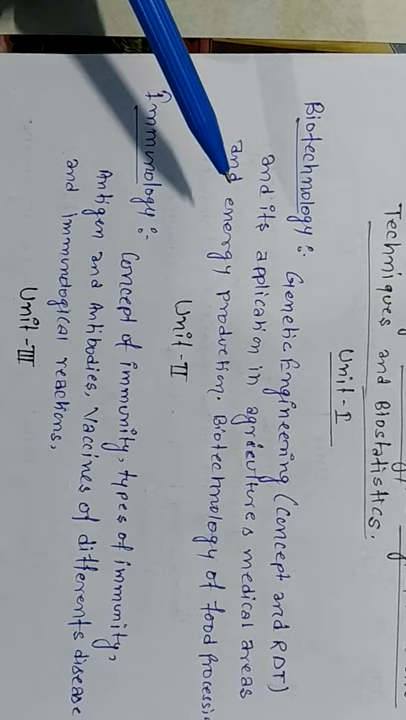 Techniques and Biostatistics.
Unit-I
Biotechnology:- Genetic Engineering (Concept and RDT)
and its application in agriculture & medical areas
and energy production. Biotechnology of food
Unit-II
Immunology:- Concept of immunity, types of immunity,
Antigen and Antibodies, Vaccines of differents disease
and immunological reactions.
Unit-III